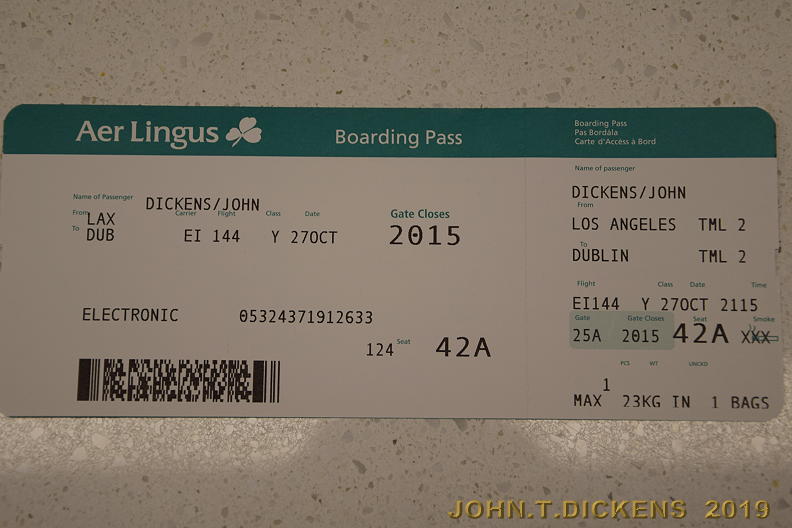 Aer Lingus
Boarding Pass
Name of Passenger
DICKENS/JOHN
From LAX Carrier Flight Class Date Gate Closes
To DUB EI 144 Y 27OCT 2015
ELECTRONIC 05324371912633
124 Seat 42A
Boarding Pass
Pas Bordála
Carte d'Accèss à Bord
Name of passenger
DICKENS/JOHN
From
LOS ANGELES TML 2
To
DUBLIN TML 2
Flight Class Date Time
EI144 Y 27OCT 2115
Gate Gate Closes Seat Smoke
25A 2015 42A XXX
PCS WT UNCKD
1
MAX 23KG IN 1 BAGS
JOHN.T.DICKENS 2019